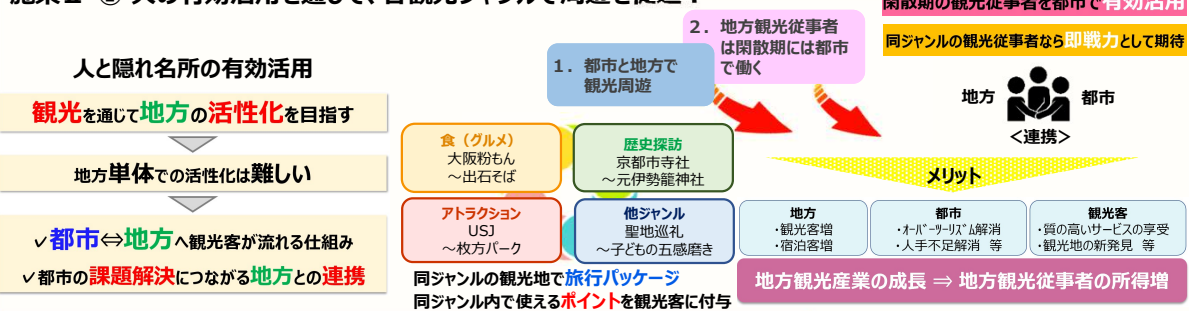 人と隠れ名所の有効活用
観光を通じて地方の活性化を目指す
地方単体での活性化は難しい
✓都市⇔地方へ観光客が流れる仕組み
✓都市の課題解決につながる地方との連携
1. 都市と地方で
観光周遊
2. 地方観光従事者
は閑散期には都市
で働く
食（グルメ）
大阪粉もん
～出石そば
歴史探訪
京都市寺社
～元伊勢籠神社
アトラクション
USJ
～枚方パーク
他ジャンル
聖地巡礼
～子どもの五感磨き
同ジャンルの観光地で旅行パッケージ
同ジャンル内で使えるポイントを観光客に付与
閑散期の観光従事者を都市で有効活用
同ジャンルの観光従事者なら即戦力として期待
地方 都市
＜連携＞
メリット
地方
・観光客増
・宿泊客増
都市
・ｵｰﾊﾞｰﾂｰﾘｽﾞﾑ解消
・人手不足解消 等
観光客
・質の高いサービスの享受
・観光地の新発見 等
地方観光産業の成長 ⇒ 地方観光従事者の所得増